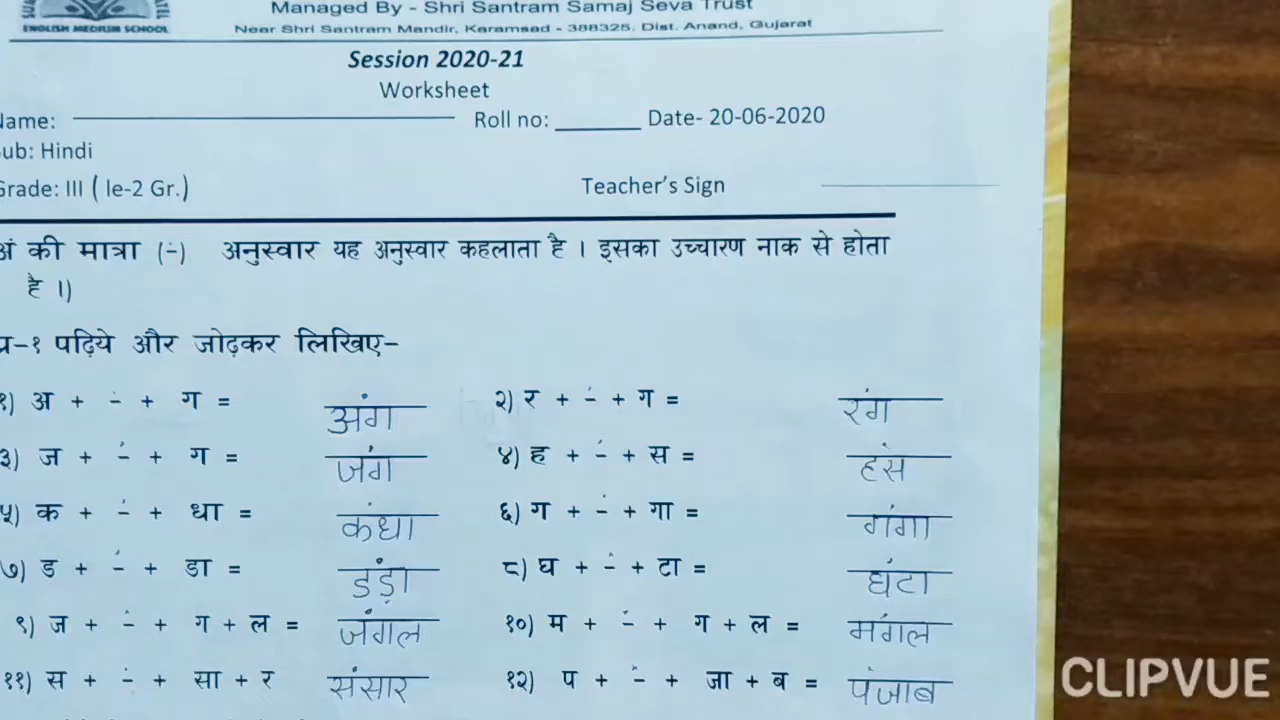 ENGLISH MEDIUM SCHOOL
Managed By - Shri Santram Samaj Seva Trust
Near Shri Santram Mandir, Karamsad - 388325. Dist. Anand, Gujarat
Session 2020-21
Worksheet
Name: Roll no: Date- 20-06-2020
Sub: Hindi
Grade: III ( Ie-2 Gr.) Teacher's Sign
अं की मात्रा (-ं) अनुस्वार यह अनुस्वार कहलाता है । इसका उच्चारण नाक से होता
है ।)
प्र-१ पढ़िये और जोड़कर लिखिए-
१) अ + -ं + ग = अंग २) र + -ं + ग = रंग
३) ज + -ं + ग = जंग ४) ह + -ं + स = हंस
५) क + -ं + धा = कंधा ६) ग + -ं + गा = गंगा
७) ड + -ं + डा = डंड़ा ८) घ + -ं + टा = घंटा
९) ज + -ं + ग + ल = जंगल १०) म + -ं + ग + ल = मंगल
११) स + -ं + सा + र = संसार १२) प + -ं + जा + ब = पंजाब
CLIPVUE